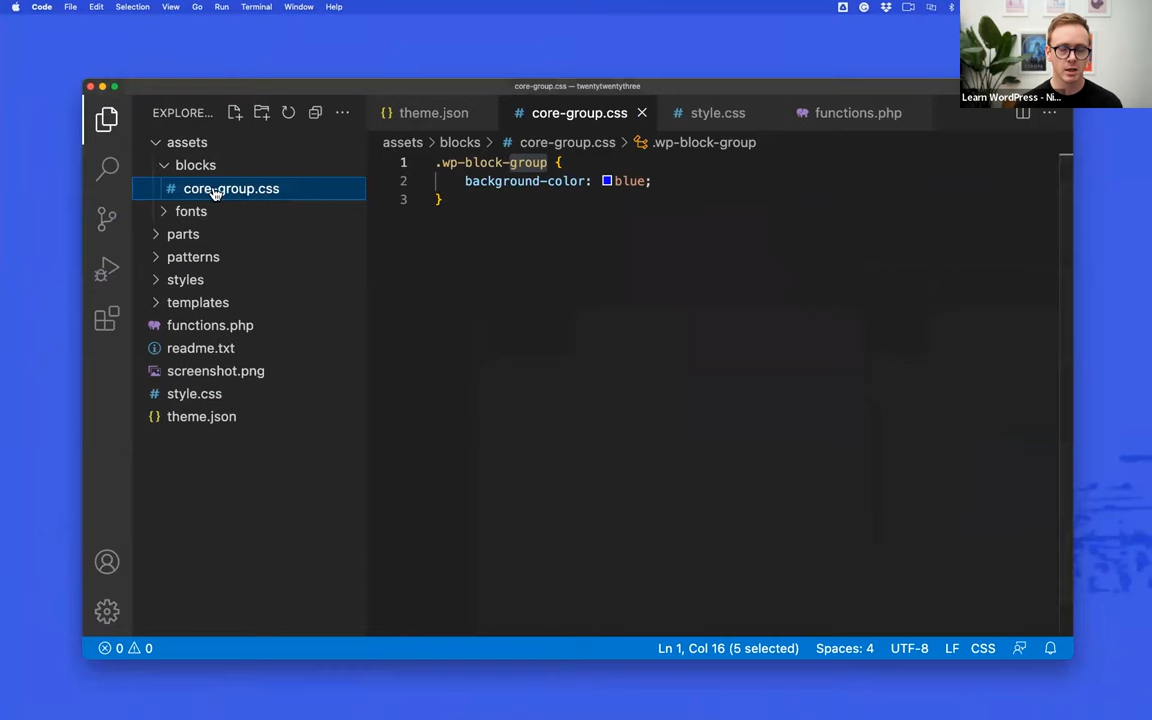 Code File Edit Selection View Go Run Terminal Window Help
Learn WordPress - Ni...
core-group.css — twentytwentythree
EXPLORE... ...
theme.json
core-group.css
style.css
functions.php
assets > blocks > # core-group.css > .wp-block-group
assets
blocks
# core-group.css
fonts
parts
patterns
styles
templates
functions.php
readme.txt
screenshot.png
# style.css
{} theme.json
1 .wp-block-group {
2 background-color: blue;
3 }
0 0 Ln 1, Col 16 (5 selected) Spaces: 4 UTF-8 LF CSS